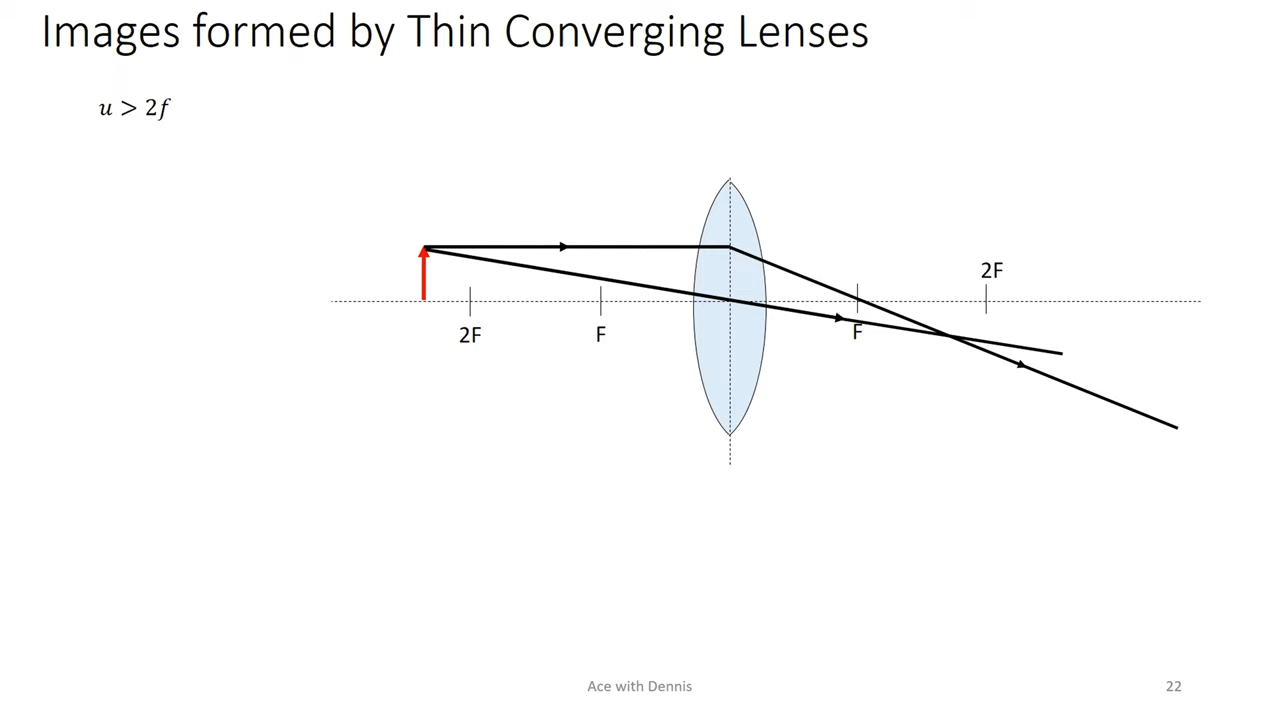 Images formed by Thin Converging Lenses
u > 2f
2F
2F
F
F
Ace with Dennis
22